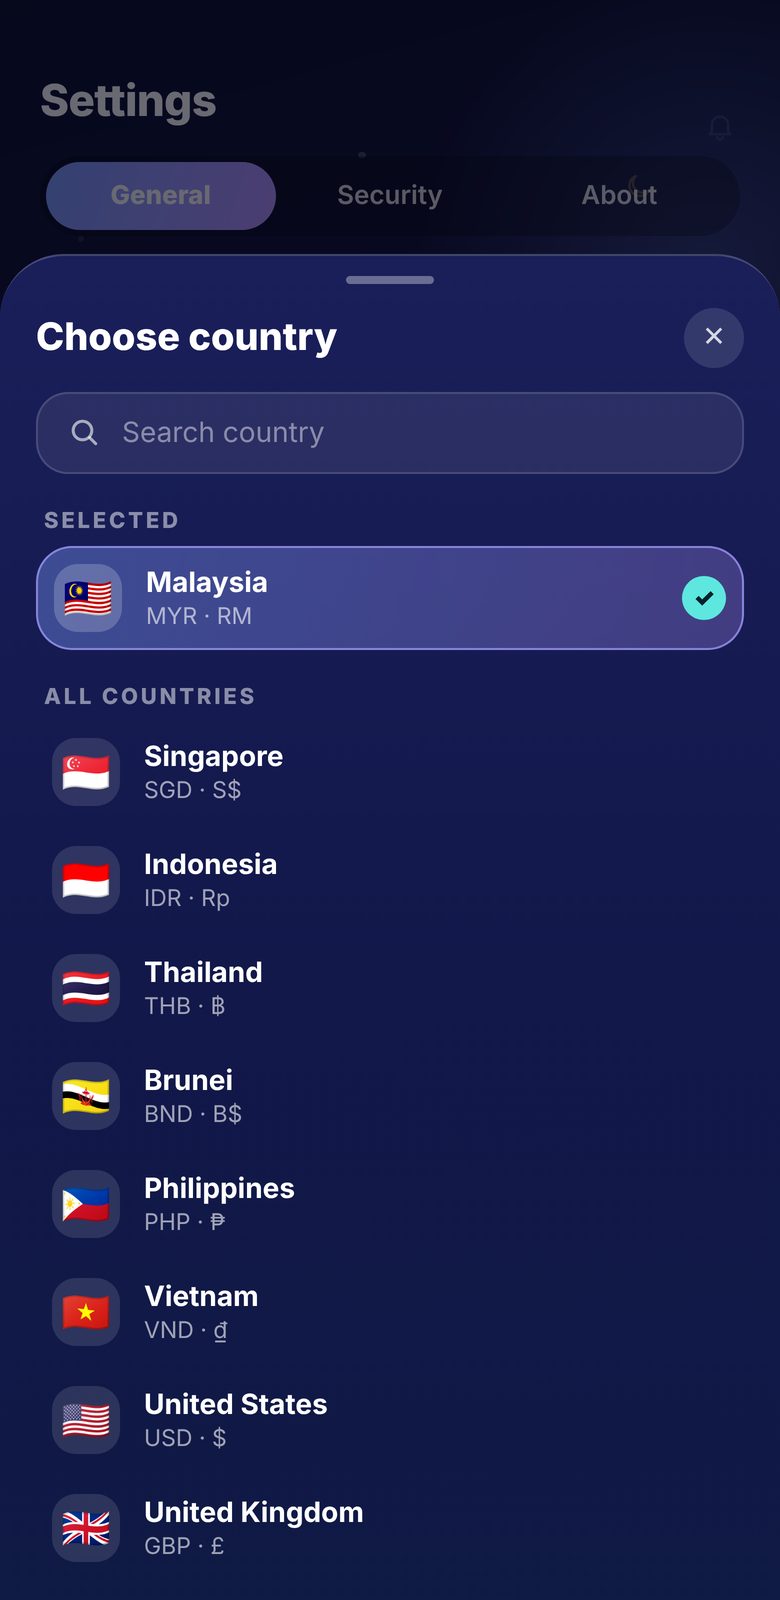 Settings
General
Security
About
Choose country
Search country
SELECTED
Malaysia
MYR · RM
ALL COUNTRIES
Singapore
SGD · S$
Indonesia
IDR · Rp
Thailand
THB · ฿
Brunei
BND · B$
Philippines
PHP · ₱
Vietnam
VND · ₫
United States
USD · $
United Kingdom
GBP · £